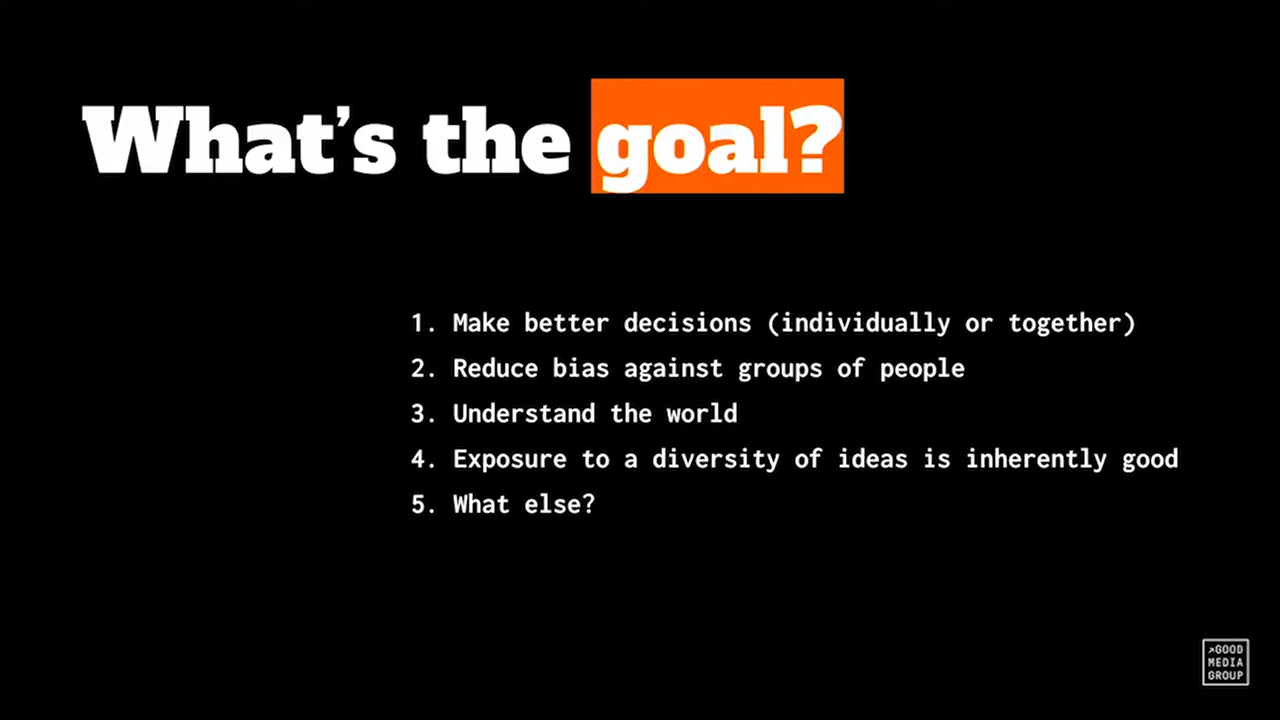 What's the goal?
1. Make better decisions (individually or together)
2. Reduce bias against groups of people
3. Understand the world
4. Exposure to a diversity of ideas is inherently good
5. What else?
↗GOOD
MEDIA
GROUP